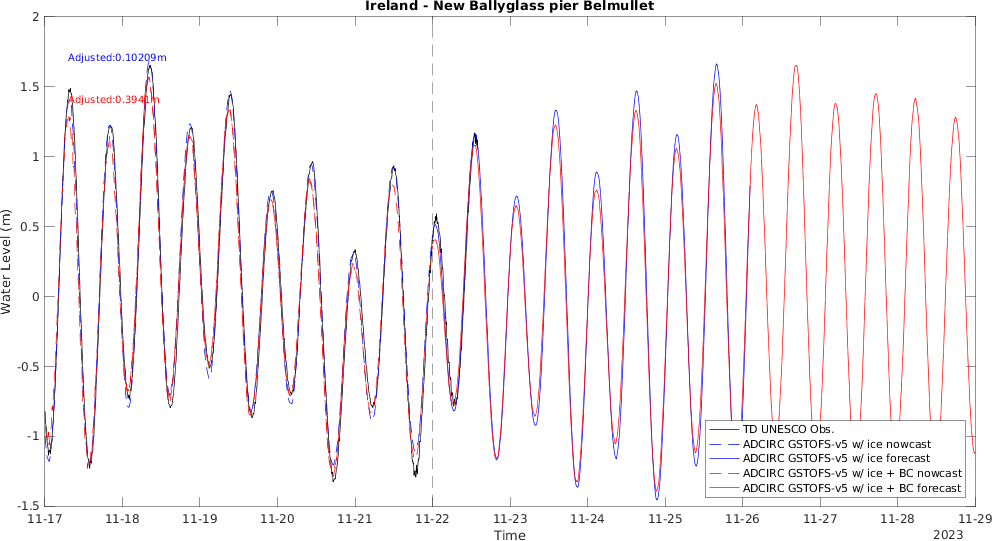 Ireland - New Ballyglass pier Belmullet
2
Adjusted:0.10209m
1.5
Adjusted:0.3941m
1
0.5
0
-0.5
-1
-1.5
Water Level (m)
TD UNESCO Obs.
ADCIRC GSTOFS-v5 w/ ice nowcast
ADCIRC GSTOFS-v5 w/ ice forecast
ADCIRC GSTOFS-v5 w/ ice + BC nowcast
ADCIRC GSTOFS-v5 w/ ice + BC forecast
11-17 11-18 11-19 11-20 11-21 11-22 11-23 11-24 11-25 11-26 11-27 11-28 11-29
Time
2023